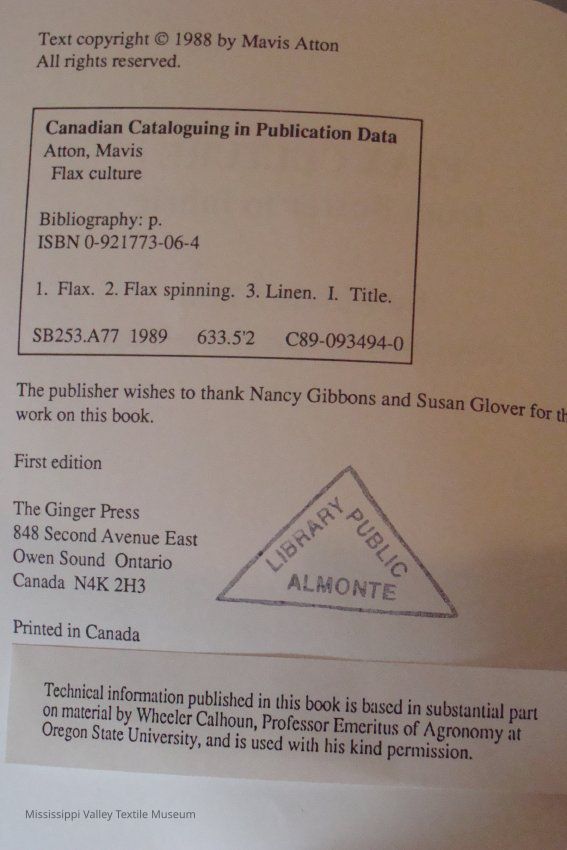 Text copyright © 1988 by Mavis Atton
All rights reserved.
Canadian Cataloguing in Publication Data
Atton, Mavis
Flax culture
Bibliography: p.
ISBN 0-921773-06-4
1. Flax. 2. Flax spinning. 3. Linen. I. Title.
SB253.A77 1989 633.5'2 C89-093494-0
The publisher wishes to thank Nancy Gibbons and Susan Glover for
work on this book.
First edition
The Ginger Press
848 Second Avenue East
Owen Sound Ontario
Canada N4K 2H3
Printed in Canada
LIBRARY PUBLIC
ALMONTE
Technical information published in this book is based in substantial part
on material by Wheeler Calhoun, Professor Emeritus of Agronomy at
Oregon State University, and is used with his kind permission.
Mississippi Valley Textile Museum